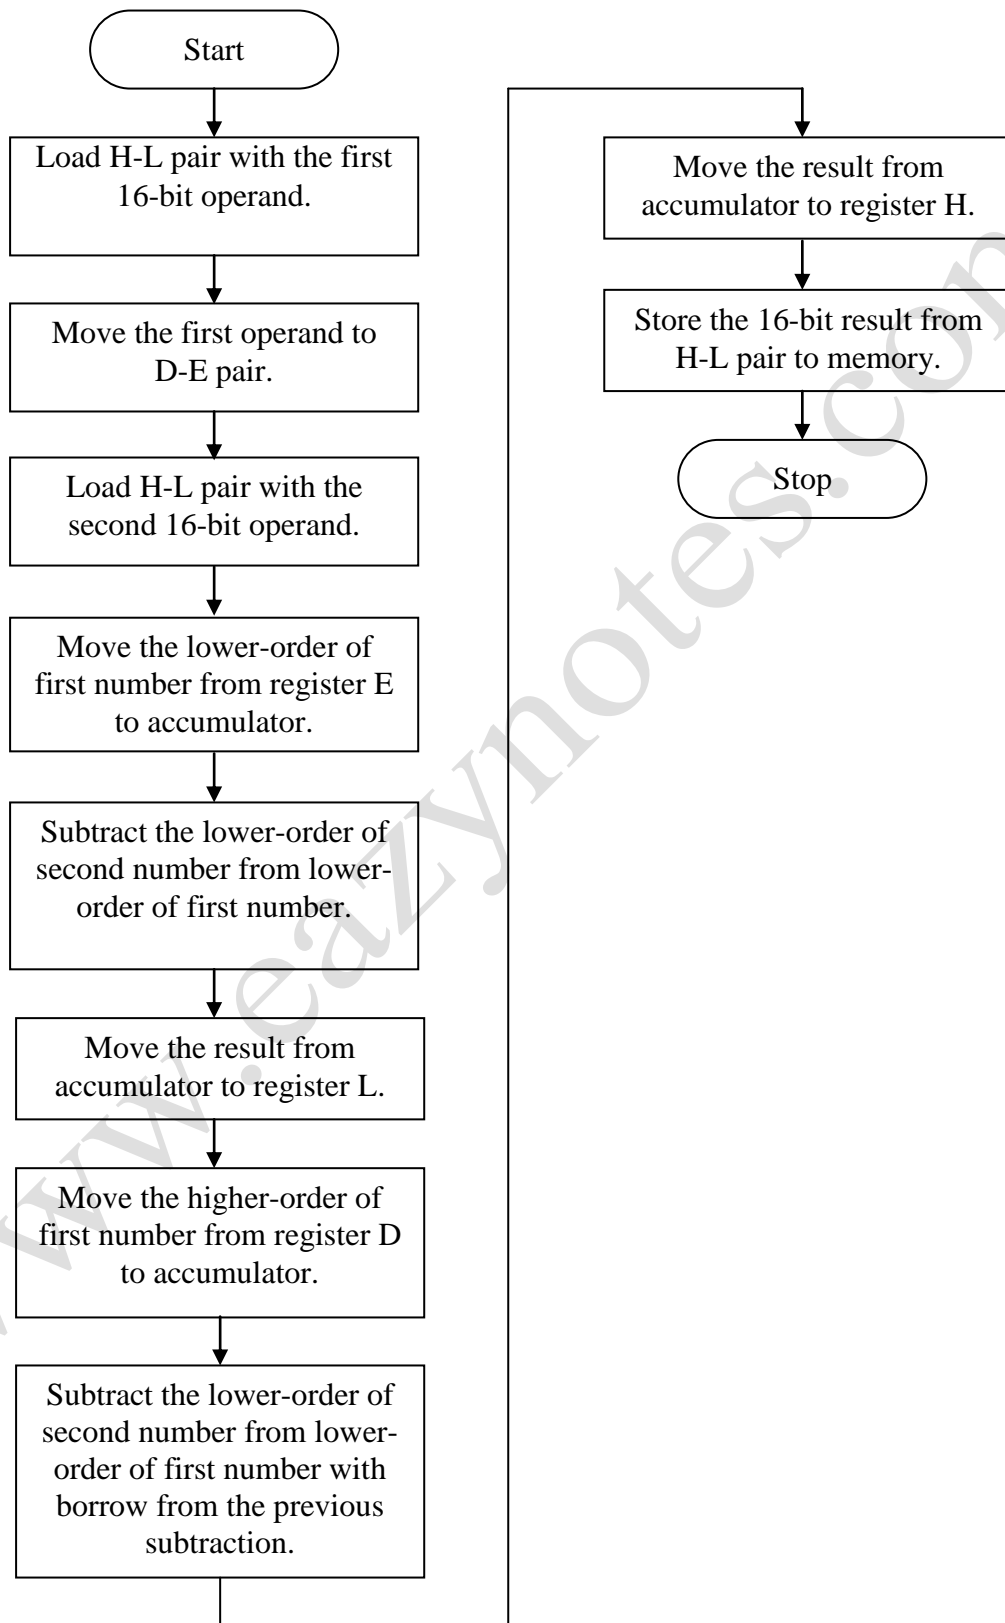 Start
Load H-L pair with the first
16-bit operand.
Move the first operand to
D-E pair.
Load H-L pair with the
second 16-bit operand.
Move the lower-order of
first number from register E
to accumulator.
Subtract the lower-order of
second number from lower-
order of first number.
Move the result from
accumulator to register L.
Move the higher-order of
first number from register D
to accumulator.
Subtract the lower-order of
second number from lower-
order of first number with
borrow from the previous
subtraction.
Move the result from
accumulator to register H.
Store the 16-bit result from
H-L pair to memory.
Stop
www.eazynotes.com